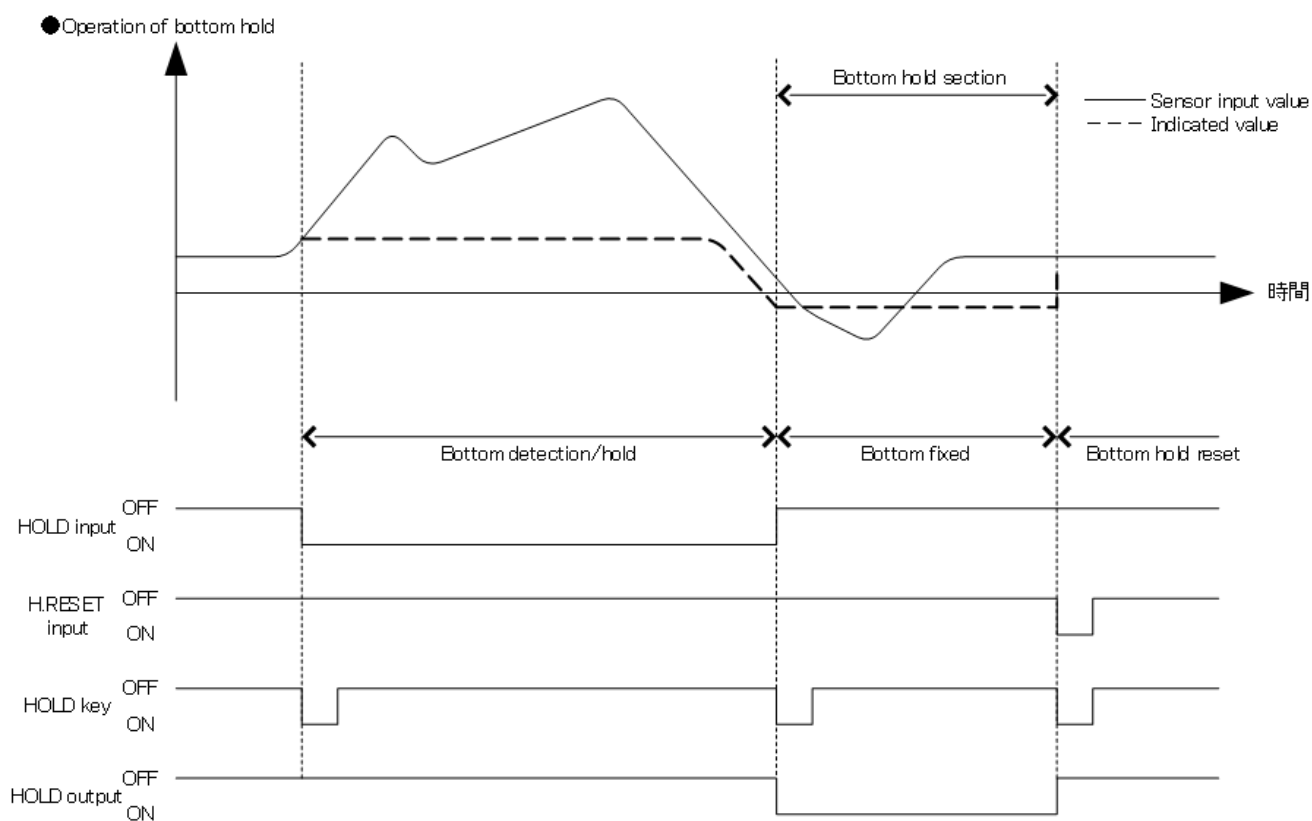 ●Operation of bottom hold
Bottom hold section
Sensor input value
Indicated value
時間
Bottom detection/hold
Bottom fixed
Bottom hold reset
HOLD input
OFF
ON
H.RESET
input
OFF
ON
HOLD key
OFF
ON
HOLD output
OFF
ON